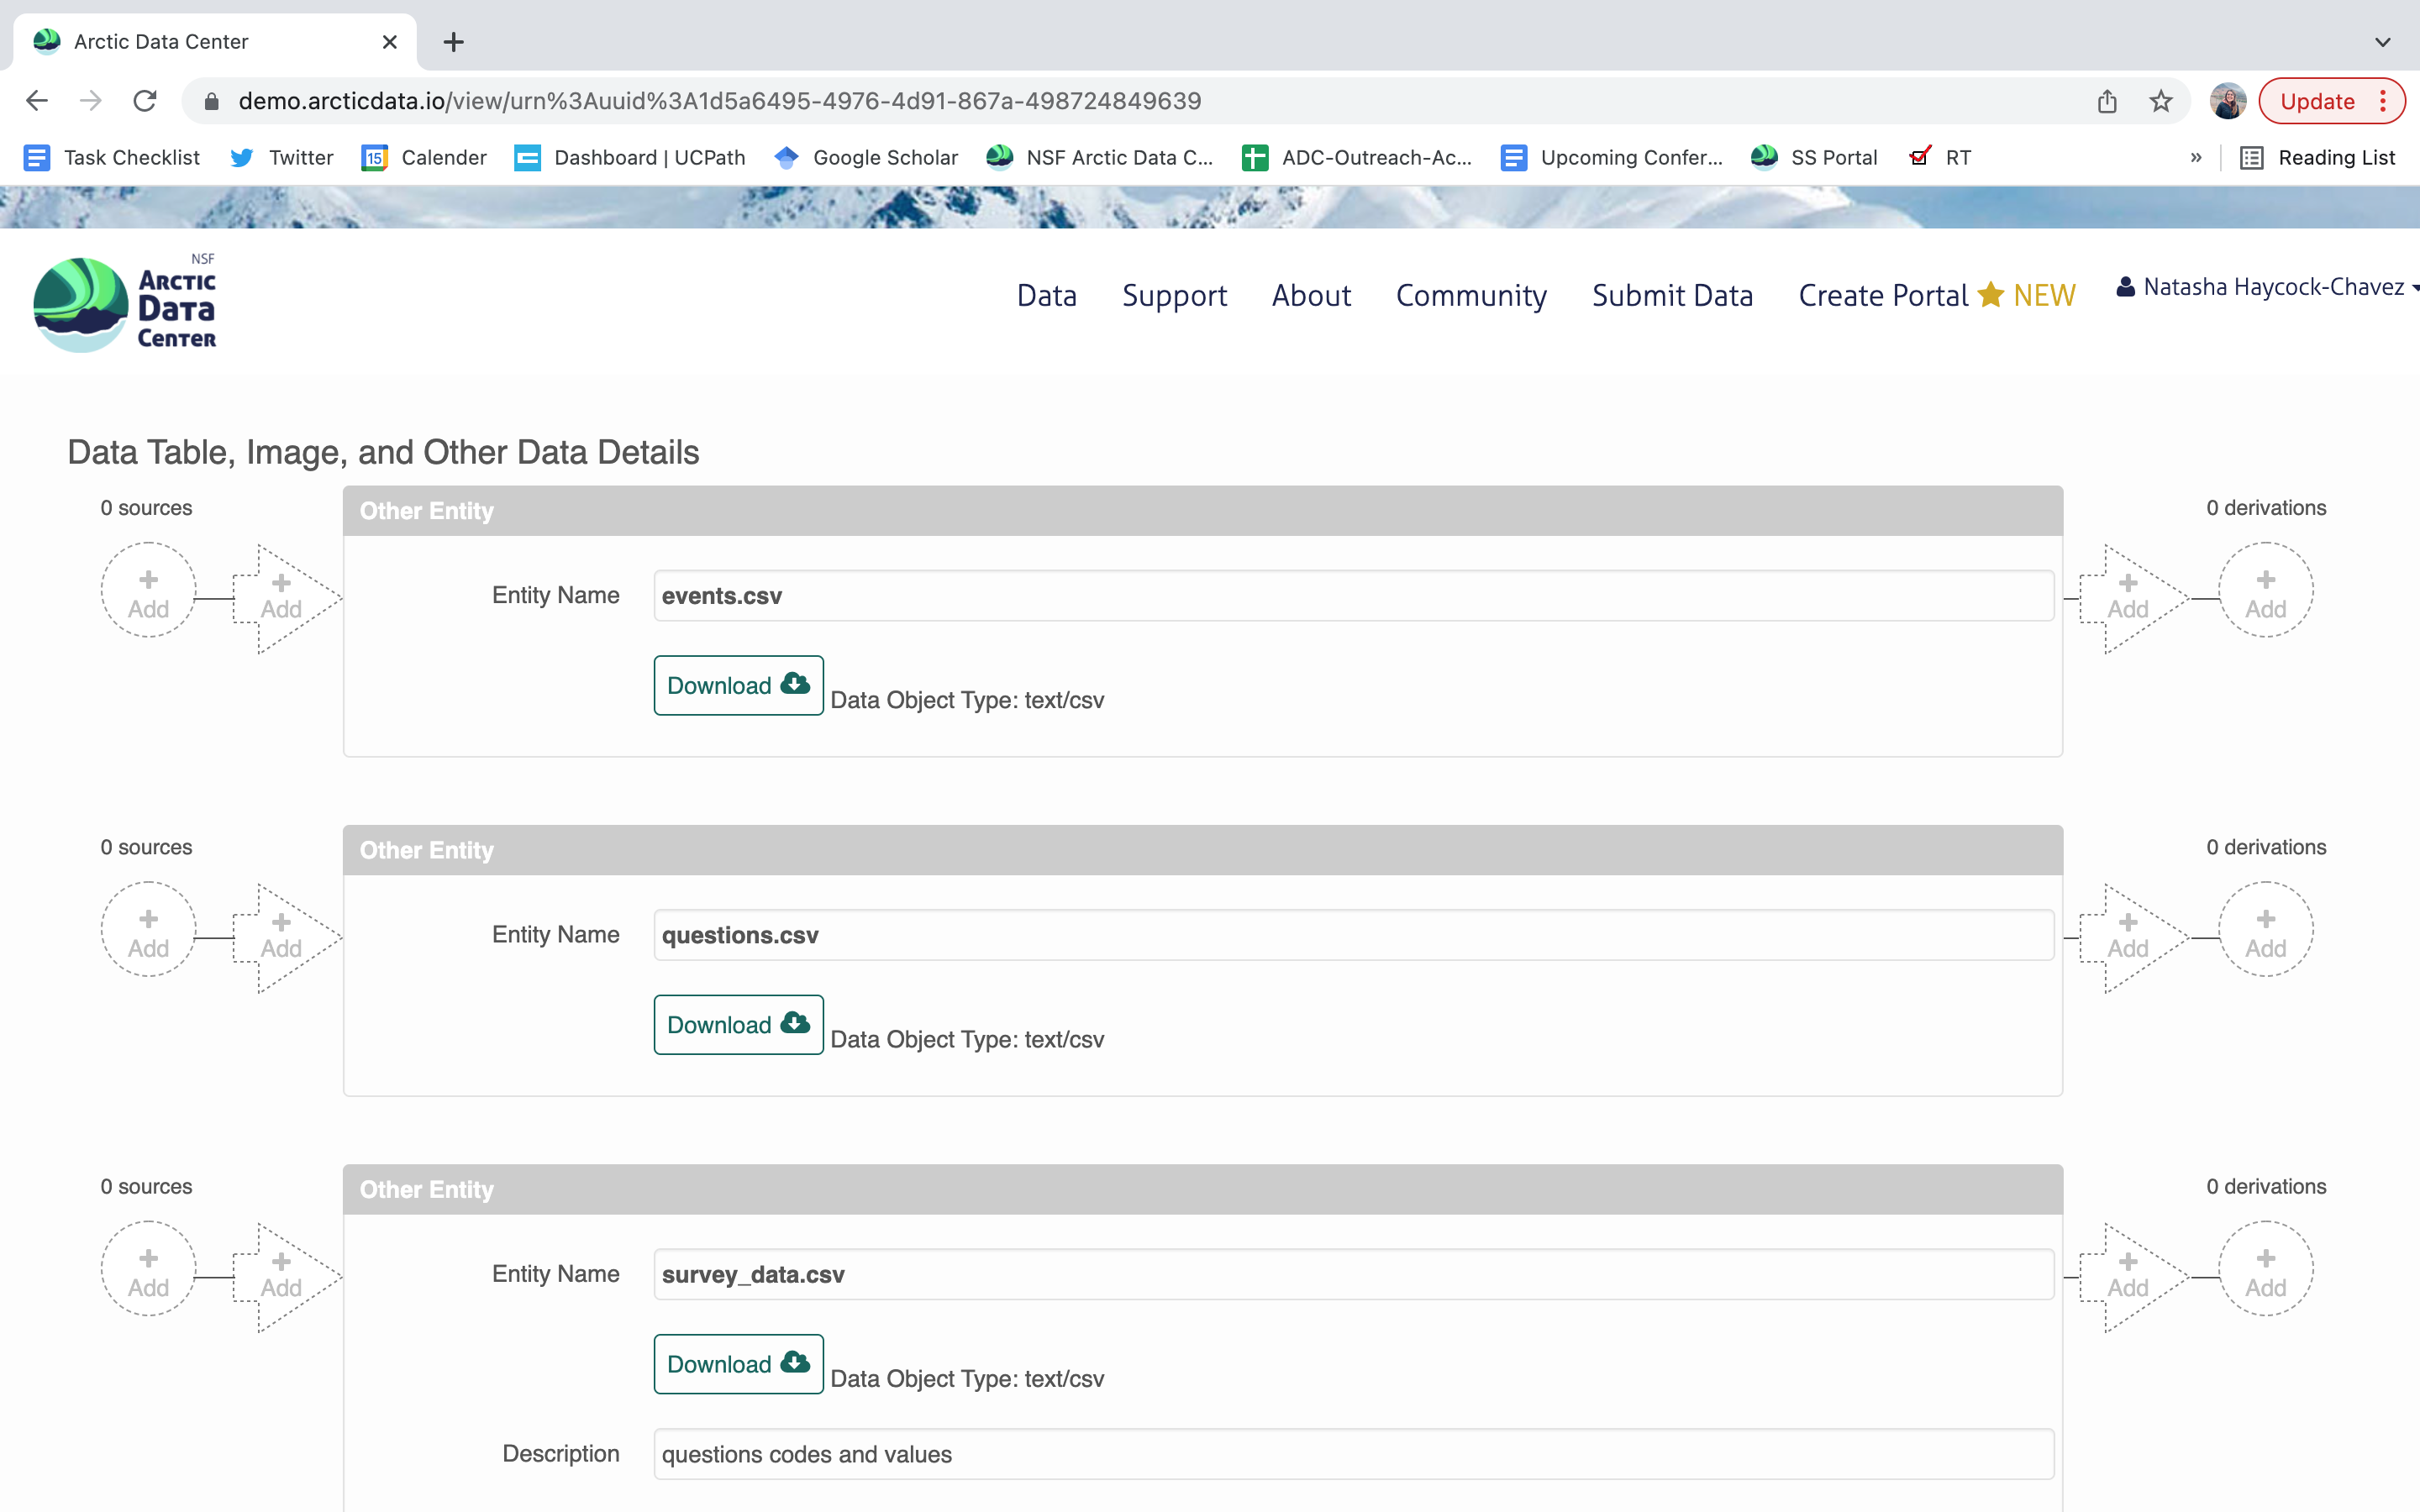 Arctic Data Center
demo.arcticdata.io/view/urn%3Auuid%3A1d5a6495-4976-4d91-867a-498724849639
Update
Task Checklist Twitter 15 Calender Dashboard | UCPath Google Scholar NSF Arctic Data C... ADC-Outreach-Ac... Upcoming Confer... SS Portal RT » Reading List
NSF
ARCTIC
DATA
CENTER
Data Support About Community Submit Data Create Portal NEW Natasha Haycock-Chavez
Data Table, Image, and Other Data Details
0 sources Other Entity 0 derivations
Entity Name events.csv
Add Add Add Add
Download Data Object Type: text/csv
0 sources Other Entity 0 derivations
Entity Name questions.csv
Add Add Add Add
Download Data Object Type: text/csv
0 sources Other Entity 0 derivations
Entity Name survey_data.csv
Add Add Add Add
Download Data Object Type: text/csv
Description questions codes and values